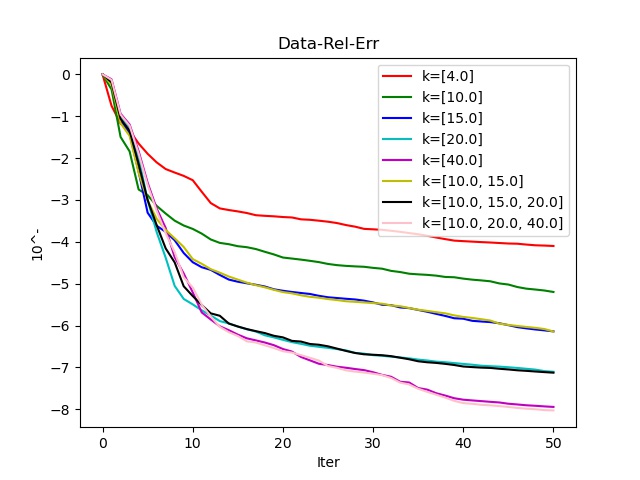 Data-Rel-Err
0
−1
−2
−3
−4
−5
−6
−7
−8
10^-
k=[4.0]
k=[10.0]
k=[15.0]
k=[20.0]
k=[40.0]
k=[10.0, 15.0]
k=[10.0, 15.0, 20.0]
k=[10.0, 20.0, 40.0]
0 10 20 30 40 50
Iter